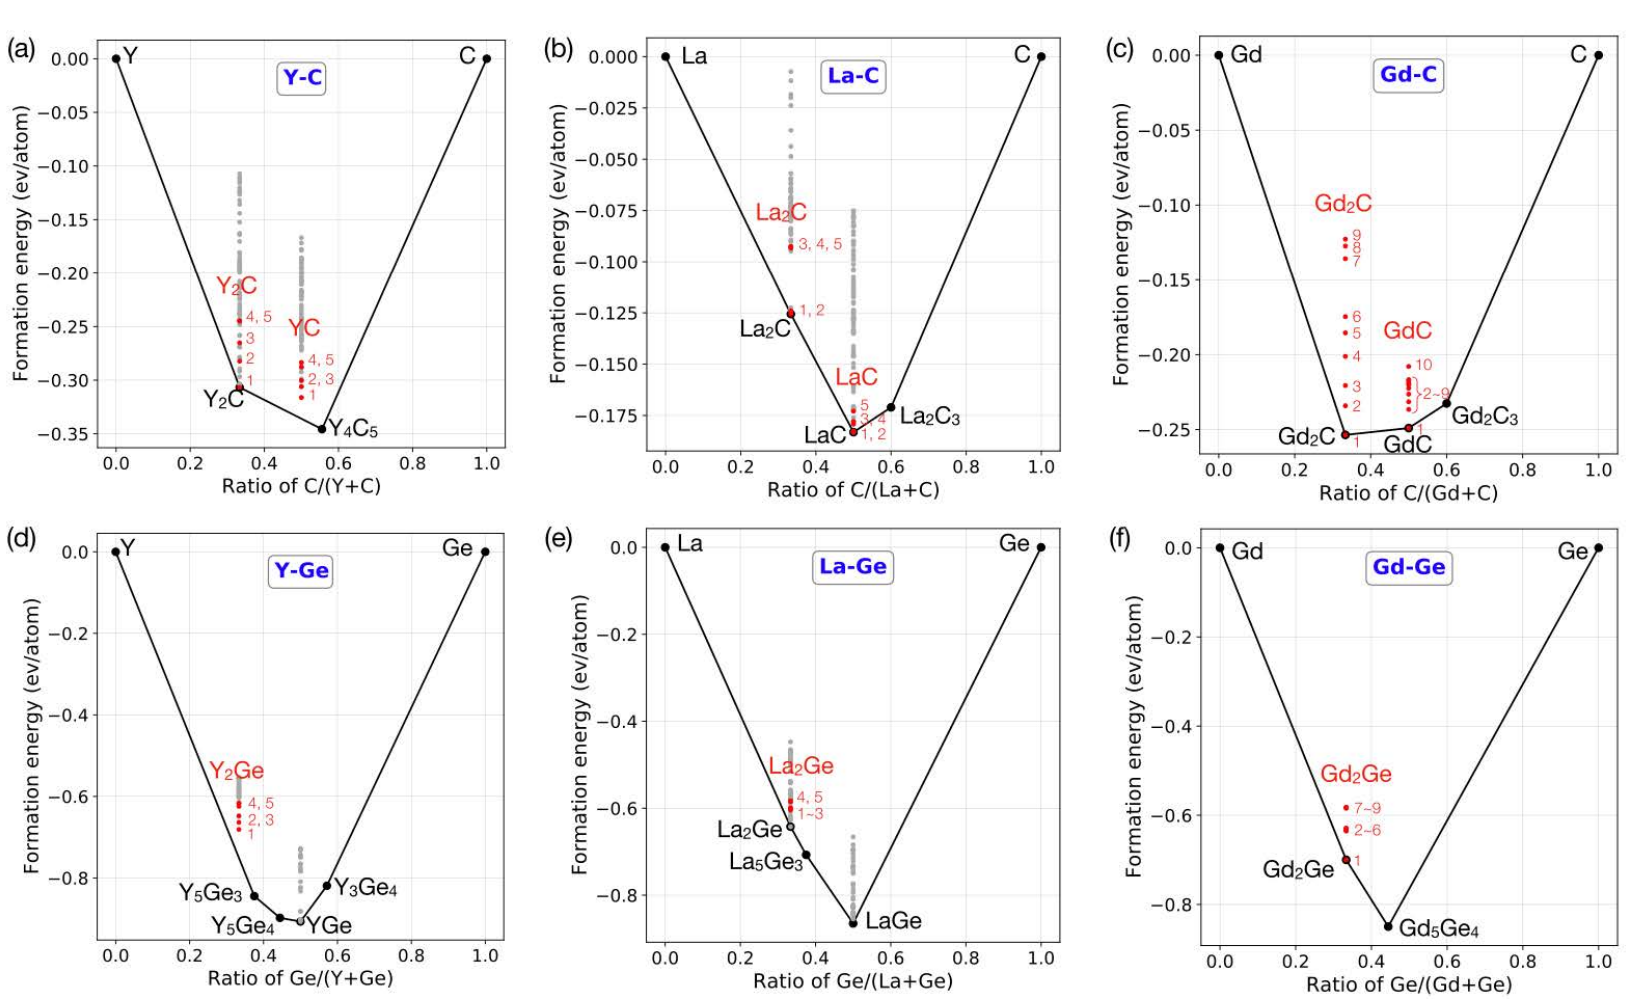 (a)
Y
C
Y-C
0.00
−0.05
−0.10
−0.15
−0.20
−0.25
−0.30
−0.35
Formation energy (ev/atom)
Y₂C
4, 5
3
2
1
YC
4, 5
2, 3
1
Y₂C
Y₄C₅
0.0 0.2 0.4 0.6 0.8 1.0
Ratio of C/(Y+C)
(b)
La
C
La-C
0.000
−0.025
−0.050
−0.075
−0.100
−0.125
−0.150
−0.175
Formation energy (ev/atom)
La₂C
3, 4, 5
1, 2
La₂C
LaC
5
3, 4
1, 2
LaC
La₂C₃
0.0 0.2 0.4 0.6 0.8 1.0
Ratio of C/(La+C)
(c)
Gd
C
Gd-C
0.00
−0.05
−0.10
−0.15
−0.20
−0.25
Formation energy (ev/atom)
Gd₂C
9
8
7
6
5
4
3
2
1
GdC
10
}2~9
1
Gd₂C
GdC
Gd₂C₃
0.0 0.2 0.4 0.6 0.8 1.0
Ratio of C/(Gd+C)
(d)
Y
Ge
Y-Ge
0.0
−0.2
−0.4
−0.6
−0.8
Formation energy (ev/atom)
Y₂Ge
4, 5
2, 3
1
Y₅Ge₃
Y₃Ge₄
Y₅Ge₄
YGe
0.0 0.2 0.4 0.6 0.8 1.0
Ratio of Ge/(Y+Ge)
(e)
La
Ge
La-Ge
0.0
−0.2
−0.4
−0.6
−0.8
Formation energy (ev/atom)
La₂Ge
4, 5
1~3
La₂Ge
La₅Ge₃
LaGe
0.0 0.2 0.4 0.6 0.8 1.0
Ratio of Ge/(La+Ge)
(f)
Gd
Ge
Gd-Ge
0.0
−0.2
−0.4
−0.6
−0.8
Formation energy (ev/atom)
Gd₂Ge
7~9
2~6
1
Gd₂Ge
Gd₅Ge₄
0.0 0.2 0.4 0.6 0.8 1.0
Ratio of Ge/(Gd+Ge)